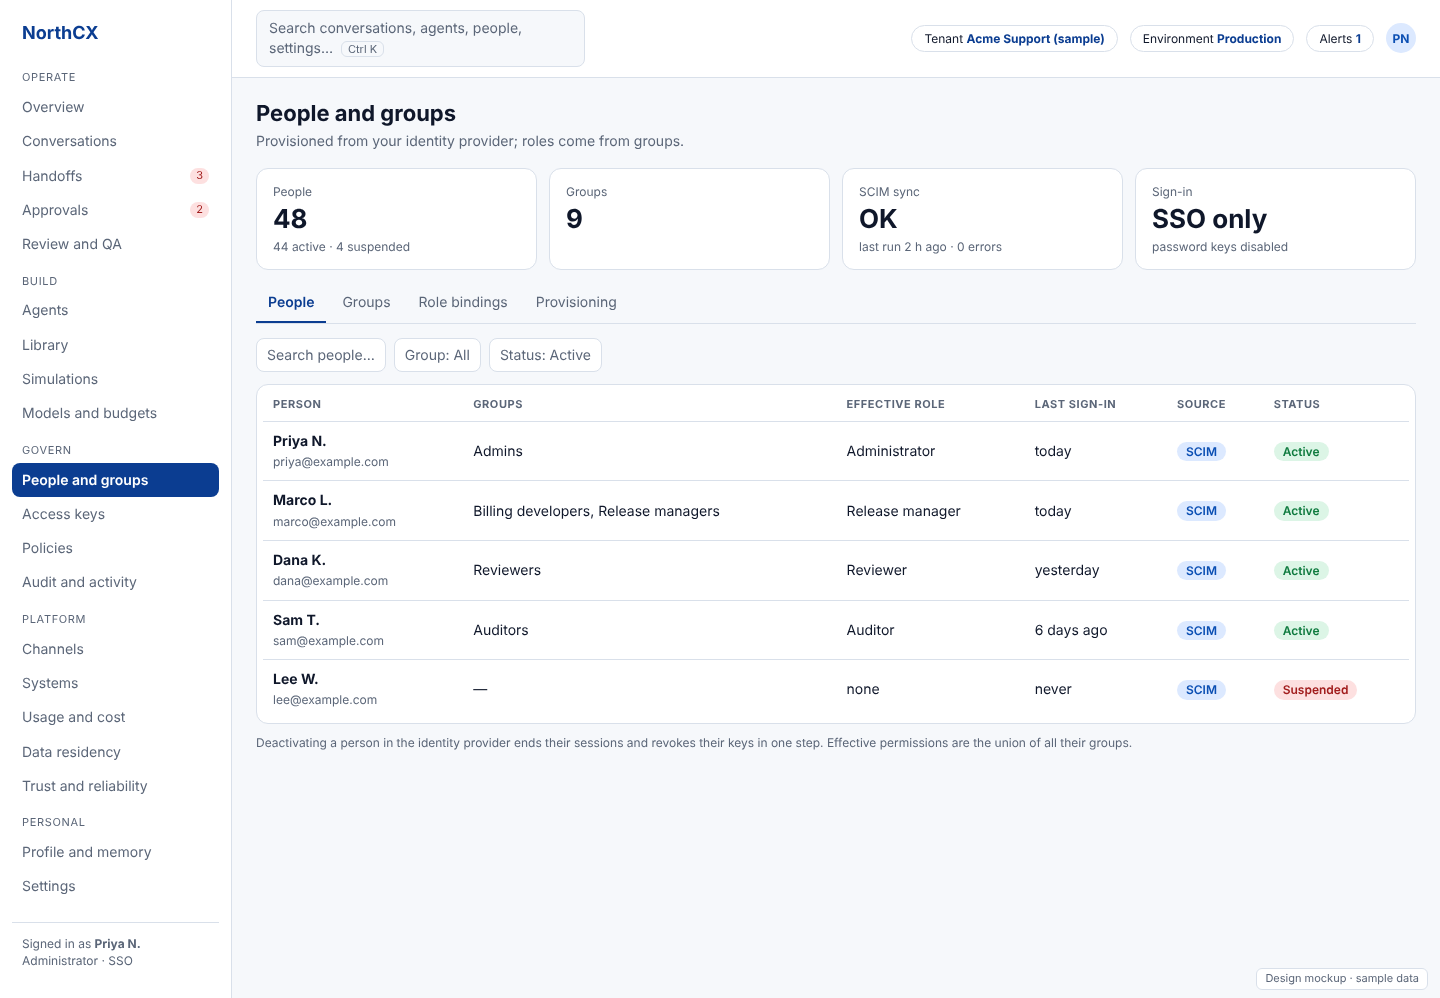 NorthCX
OPERATE
Overview
Conversations
Handoffs 3
Approvals 2
Review and QA
BUILD
Agents
Library
Simulations
Models and budgets
GOVERN
People and groups
Access keys
Policies
Audit and activity
PLATFORM
Channels
Systems
Usage and cost
Data residency
Trust and reliability
PERSONAL
Profile and memory
Settings
Signed in as Priya N.
Administrator · SSO
Search conversations, agents, people,
settings... Ctrl K
Tenant Acme Support (sample) Environment Production Alerts 1 PN
People and groups
Provisioned from your identity provider; roles come from groups.
People
48
44 active · 4 suspended
Groups
9
SCIM sync
OK
last run 2 h ago · 0 errors
Sign-in
SSO only
password keys disabled
People Groups Role bindings Provisioning
Search people... Group: All Status: Active
PERSON GROUPS EFFECTIVE ROLE LAST SIGN-IN SOURCE STATUS
Priya N.
priya@example.com
Admins Administrator today SCIM Active
Marco L.
marco@example.com
Billing developers, Release managers Release manager today SCIM Active
Dana K.
dana@example.com
Reviewers Reviewer yesterday SCIM Active
Sam T.
sam@example.com
Auditors Auditor 6 days ago SCIM Active
Lee W.
lee@example.com
— none never SCIM Suspended
Deactivating a person in the identity provider ends their sessions and revokes their keys in one step. Effective permissions are the union of all their groups.
Design mockup · sample data